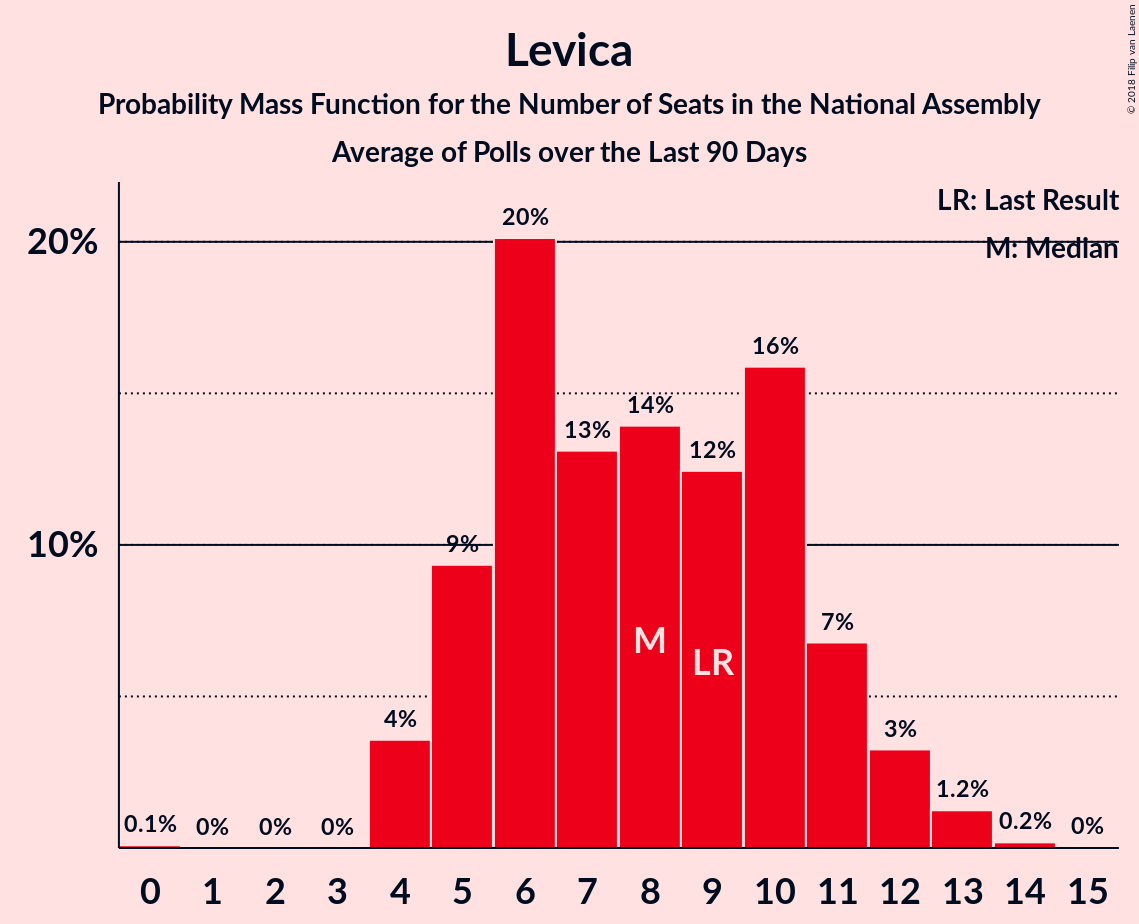 Levica
Probability Mass Function for the Number of Seats in the National Assembly
Average of Polls over the Last 90 Days
© 2018 Filip van Laenen
LR: Last Result
M: Median
20%
10%
0.1%
0%
0%
0%
4%
9%
20%
13%
14%
12%
16%
7%
3%
1.2%
0.2%
0%
M
LR
0 1 2 3 4 5 6 7 8 9 10 11 12 13 14 15